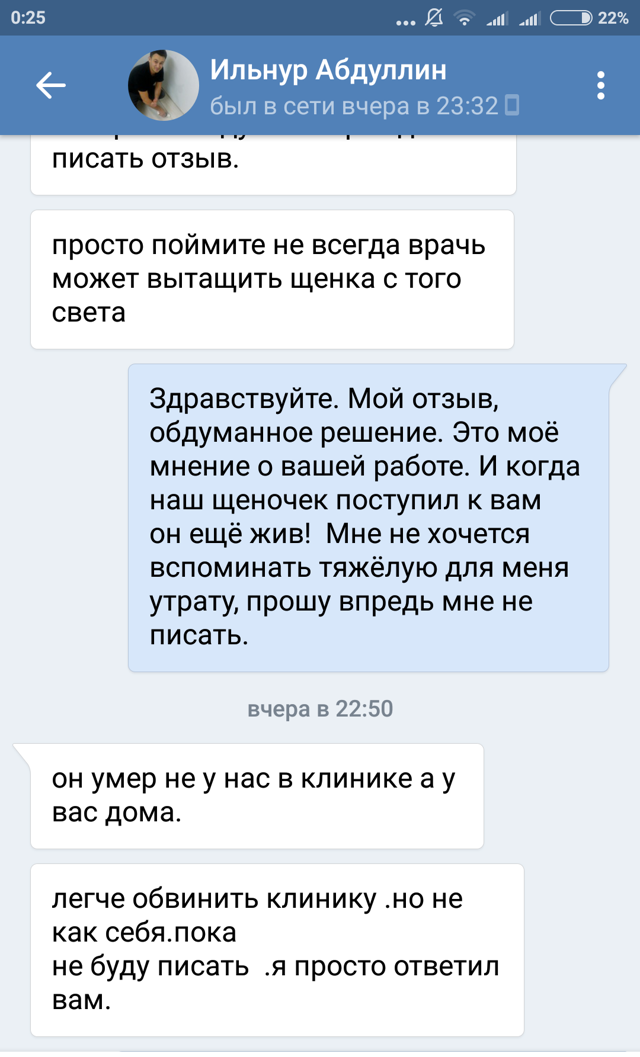 0:25
... 22%
Ильнур Абдуллин
был в сети вчера в 23:32
писать отзыв.
просто поймите не всегда врачь
может вытащить щенка с того
света
Здравствуйте. Мой отзыв,
обдуманное решение. Это моё
мнение о вашей работе. И когда
наш щеночек поступил к вам
он ещё жив!  Мне не хочется
вспоминать тяжёлую для меня
утрату, прошу впредь мне не
писать.
вчера в 22:50
он умер не у нас в клинике а у
вас дома.
легче обвинить клинику .но не
как себя.пока
не буду писать  .я просто ответил
вам.